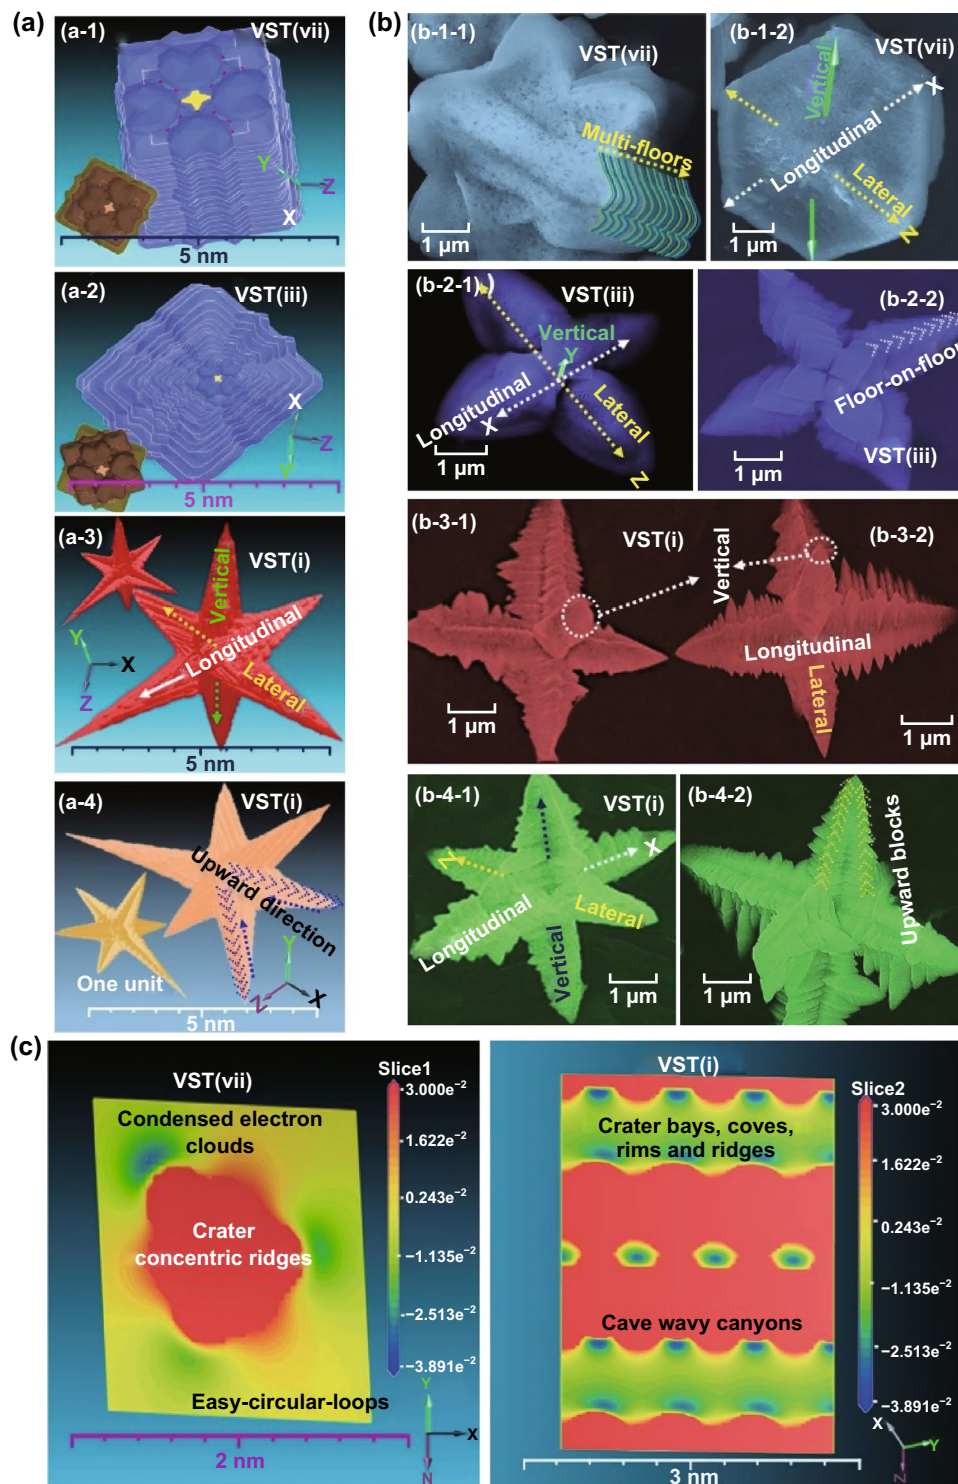 (a)
(a-1)
VST(vii)
Y
Z
X
5 nm
(a-2)
VST(iii)
X
Z
Y
5 nm
(a-3)
VST(i)
Vertical
Longitudinal
Lateral
Y
X
Z
5 nm
(a-4)
VST(i)
Upward direction
One unit
Y
Z
X
5 nm
(b)
(b-1-1)
VST(vii)
Multi-floors
1 μm
(b-1-2)
VST(vii)
Vertical
X
Longitudinal
Lateral
Z
1 μm
(b-2-1)
VST(iii)
Vertical
Y
Longitudinal
X
Lateral
Z
1 μm
(b-2-2)
Floor-on-floor
VST(iii)
1 μm
(b-3-1)
VST(i)
Vertical
(b-3-2)
Longitudinal
Lateral
1 μm
1 μm
(b-4-1)
VST(i)
Z
X
Longitudinal
Lateral
Vertical
1 μm
(b-4-2)
Upward blocks
1 μm
(c)
VST(vii)
Slice1
Condensed electron
clouds
Crater
concentric ridges
Easy-circular-loops
3.000e⁻²
1.622e⁻²
0.243e⁻²
−1.135e⁻²
−2.513e⁻²
−3.891e⁻²
Y
X
Z
2 nm
VST(i)
Slice2
Crater bays, coves,
rims and ridges
Cave wavy canyons
3.000e⁻²
1.622e⁻²
0.243e⁻²
−1.135e⁻²
−2.513e⁻²
−3.891e⁻²
X
Y
Z
3 nm